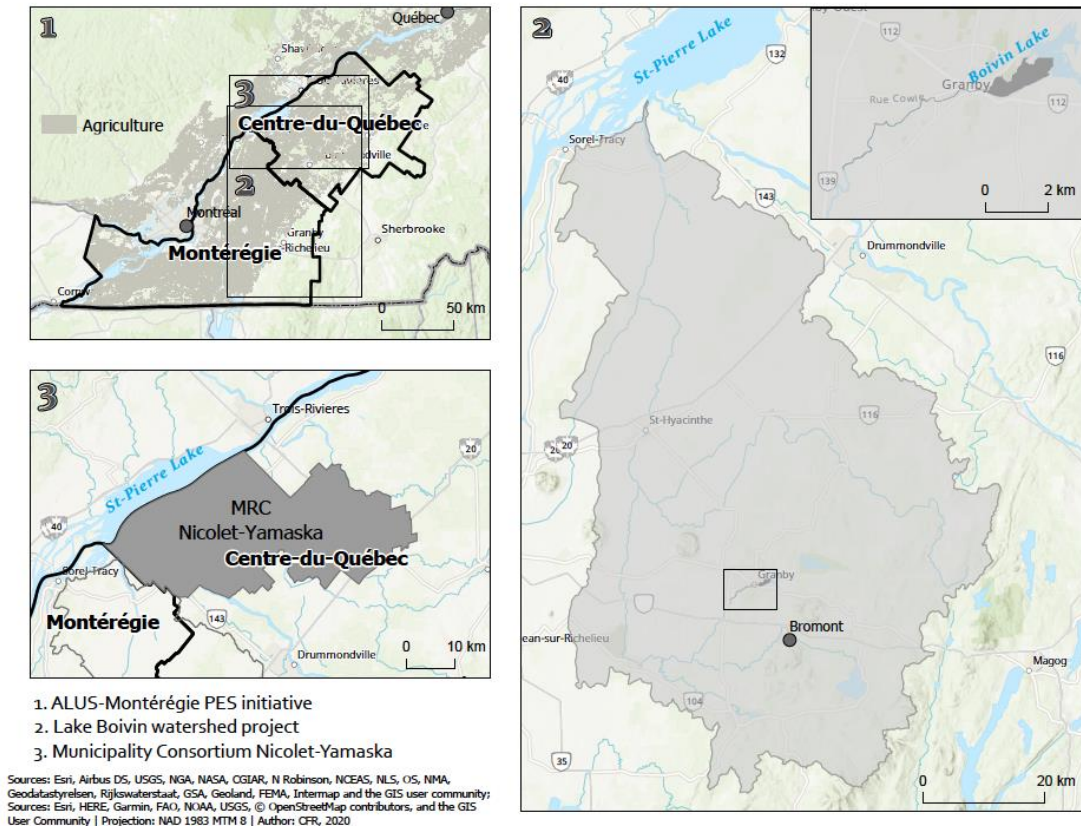 1
Québec
Agriculture
3
Centre-du-Québec
2
Montréal
Granby
-Richelieu
Sherbrooke
Montérégie
0 50 km
2
St-Pierre Lake
132
40
Sorel-Tracy
143
Drummondville
116
116
St-Hyacinthe
20
Granby
Bromont
ean-sur-Richelieu
Magog
104
35
0 20 km
112
Boivin Lake
Granby
Rue Cowie
112
139
0 2 km
3
Trois-Rivieres
20
St-Pierre Lake
MRC
Nicolet-Yamaska
40
Centre-du-Québec
Sorel-Tracy
Montérégie
143
Drummondville
0 10 km
1. ALUS-Montérégie PES initiative
2. Lake Boivin watershed project
3. Municipality Consortium Nicolet-Yamaska
Sources: Esri, Airbus DS, USGS, NGA, NASA, CGIAR, N Robinson, NCEAS, NLS, OS, NMA,
Geodatastyrelsen, Rijkswaterstaat, GSA, Geoland, FEMA, Intermap and the GIS user community;
Sources: Esri, HERE, Garmin, FAO, NOAA, USGS, © OpenStreetMap contributors, and the GIS
User Community | Projection: NAD 1983 MTM 8 | Author: CFR, 2020